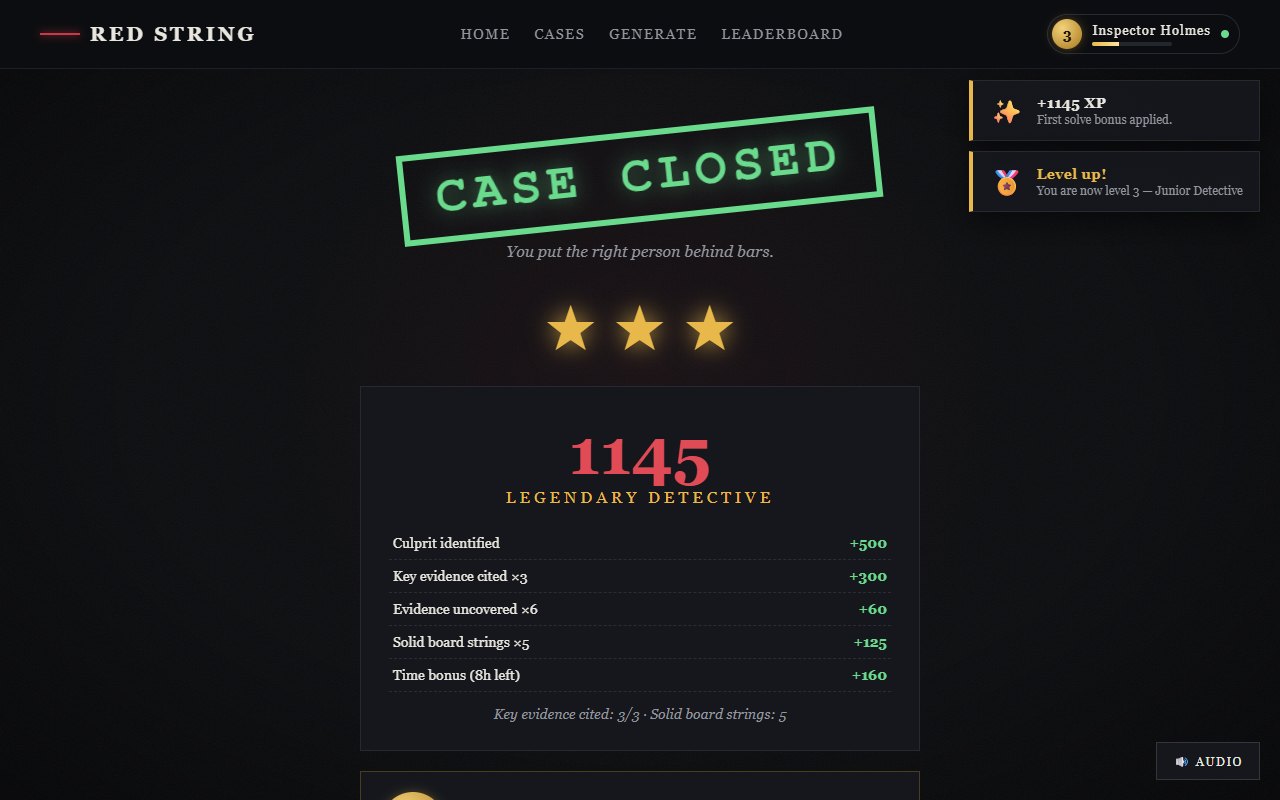 RED STRING
HOME CASES GENERATE LEADERBOARD
3 Inspector Holmes
+1145 XP
First solve bonus applied.
Level up!
You are now level 3 — Junior Detective
CASE CLOSED
You put the right person behind bars.
1145
LEGENDARY DETECTIVE
Culprit identified +500
Key evidence cited ×3 +300
Evidence uncovered ×6 +60
Solid board strings ×5 +125
Time bonus (8h left) +160
Key evidence cited: 3/3 · Solid board strings: 5
AUDIO